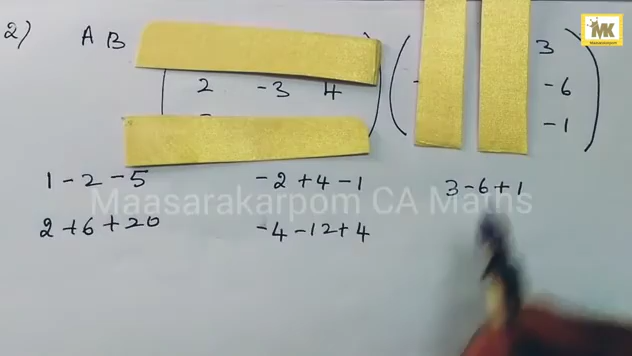 2) A B
3
2 -3 4 -6
-1
1 - 2 - 5 -2 + 4 - 1 3 - 6 + 1
2 + 6 + 20 -4 - 12 + 4
Maasarakarpom CA Maths
MK
Maasarakarpom